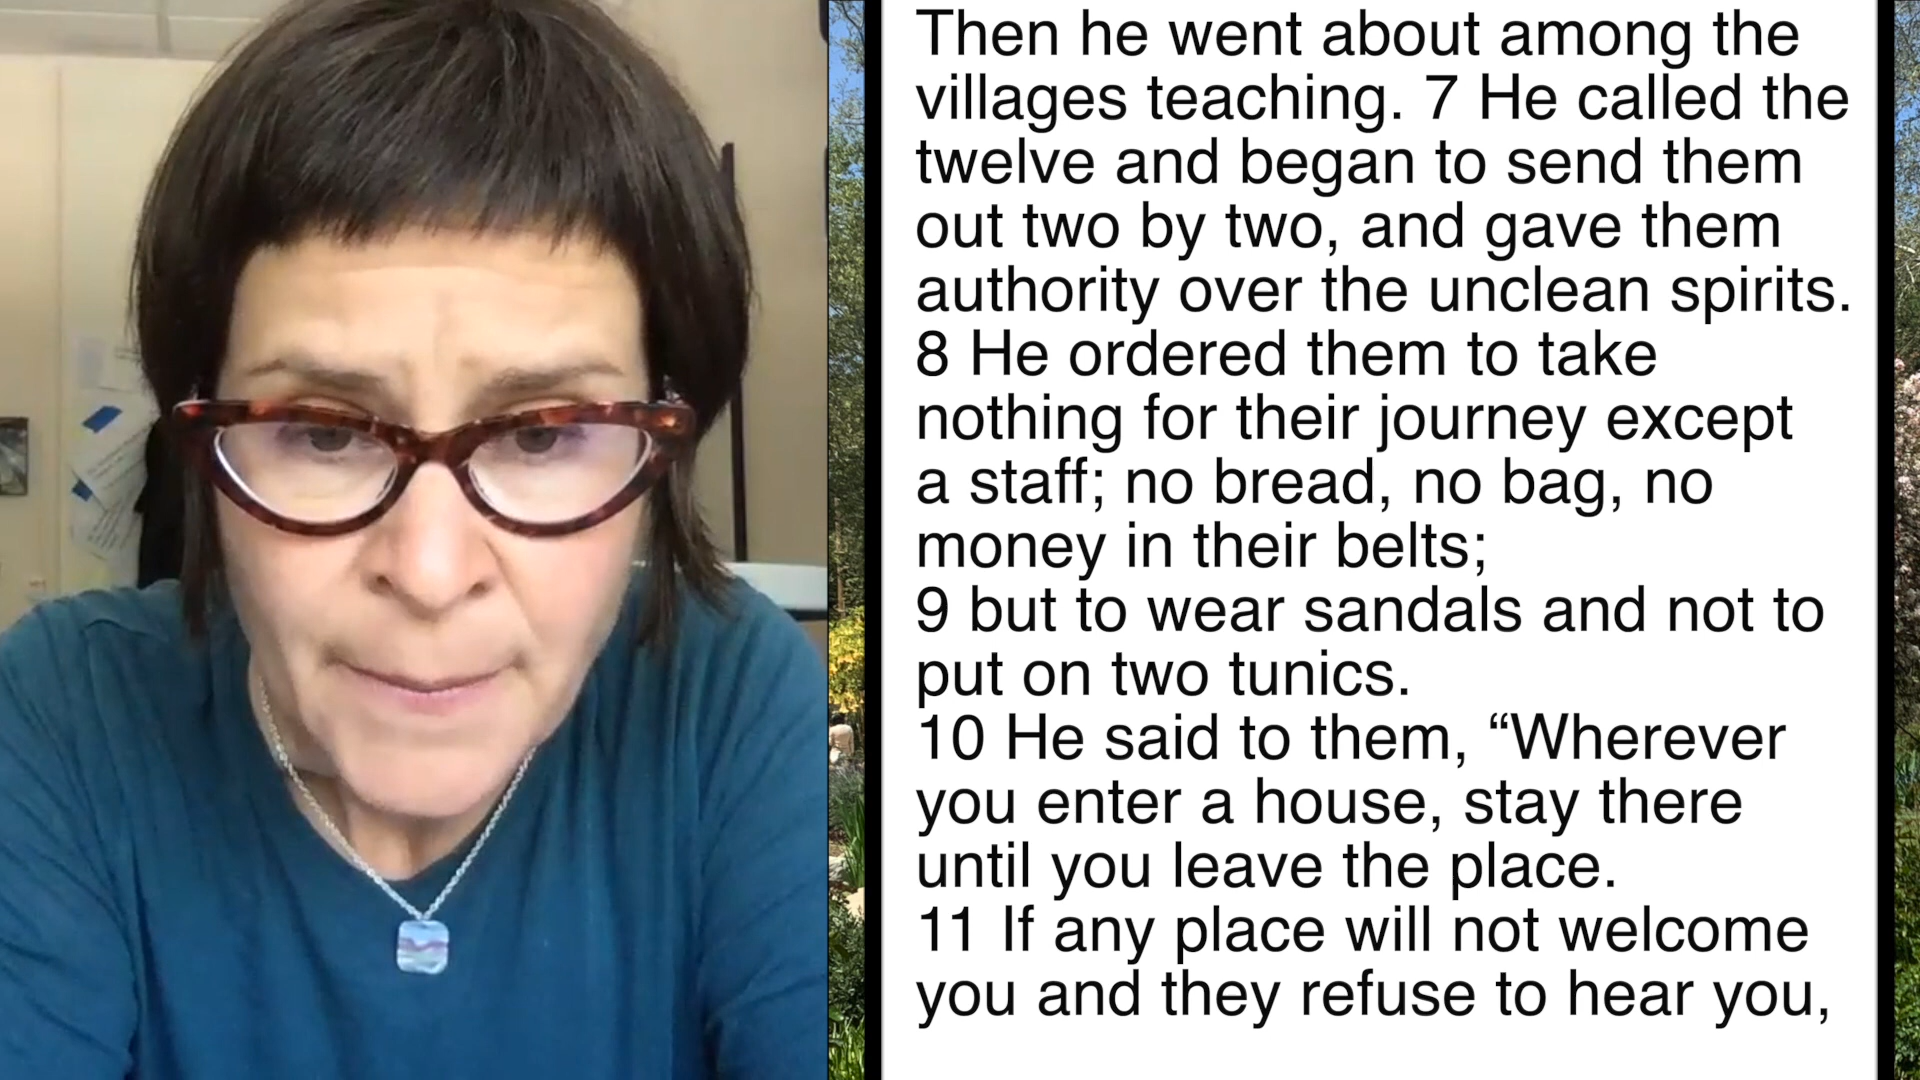 Then he went about among the
villages teaching. 7 He called the
twelve and began to send them
out two by two, and gave them
authority over the unclean spirits.
8 He ordered them to take
nothing for their journey except
a staff; no bread, no bag, no
money in their belts;
9 but to wear sandals and not to
put on two tunics.
10 He said to them, “Wherever
you enter a house, stay there
until you leave the place.
11 If any place will not welcome
you and they refuse to hear you,